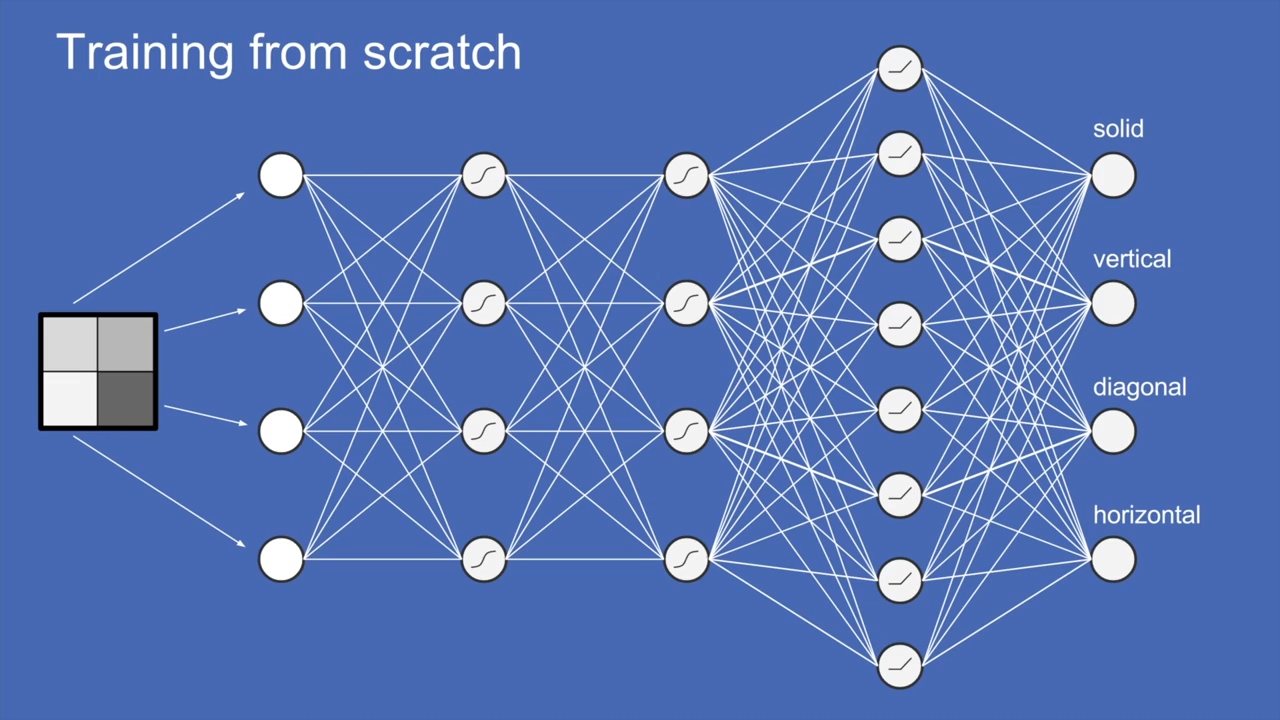 Training from scratch
solid
vertical
diagonal
horizontal